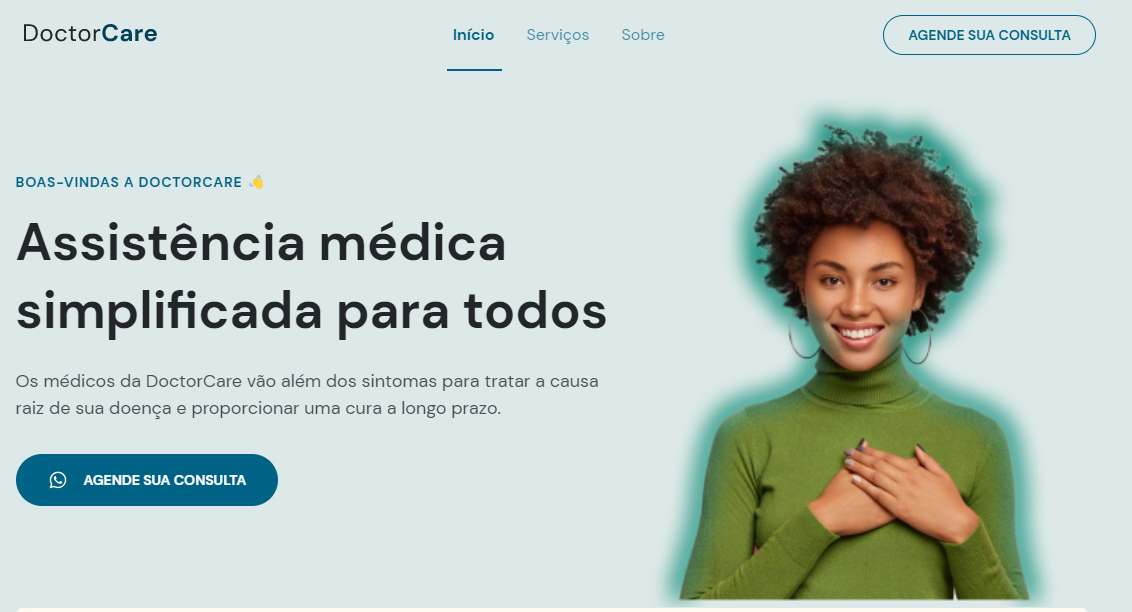 DoctorCare
Início
Serviços
Sobre
AGENDE SUA CONSULTA
BOAS-VINDAS A DOCTORCARE 👋
Assistência médica
simplificada para todos
Os médicos da DoctorCare vão além dos sintomas para tratar a causa
raiz de sua doença e proporcionar uma cura a longo prazo.
AGENDE SUA CONSULTA